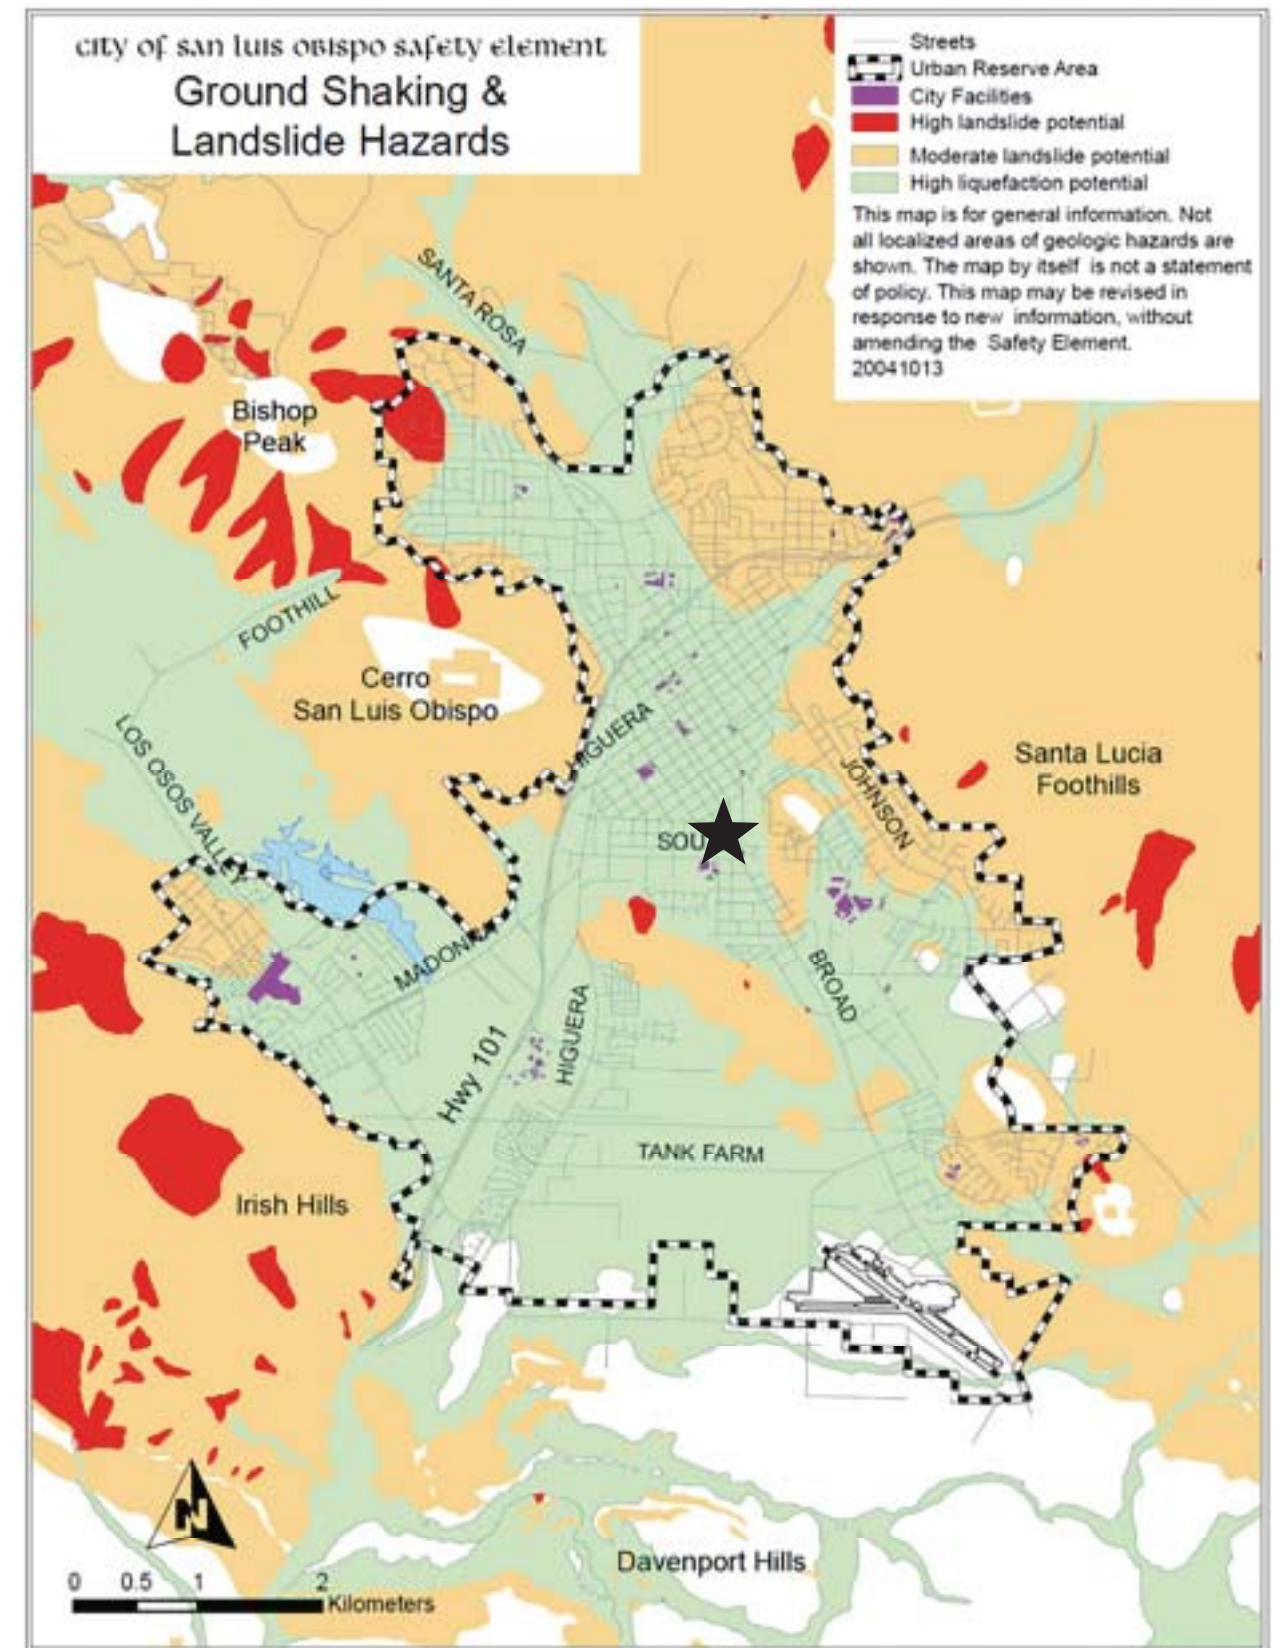 city of san luis obispo safety element
Ground Shaking &
Landslide Hazards
Streets
Urban Reserve Area
City Facilities
High landslide potential
Moderate landslide potential
High liquefaction potential
This map is for general information. Not
all localized areas of geologic hazards are
shown. The map by itself is not a statement
of policy. This map may be revised in
response to new information, without
amending the Safety Element.
20041013
SANTA ROSA
Bishop
Peak
FOOTHILL
Cerro
San Luis Obispo
HIGUERA
LOS OSOS VALLEY
JOHNSON
Santa Lucia
Foothills
SOU
MADONNA
BROAD
HIGUERA
Hwy 101
TANK FARM
Irish Hills
N
Davenport Hills
0 0.5 1 2
Kilometers